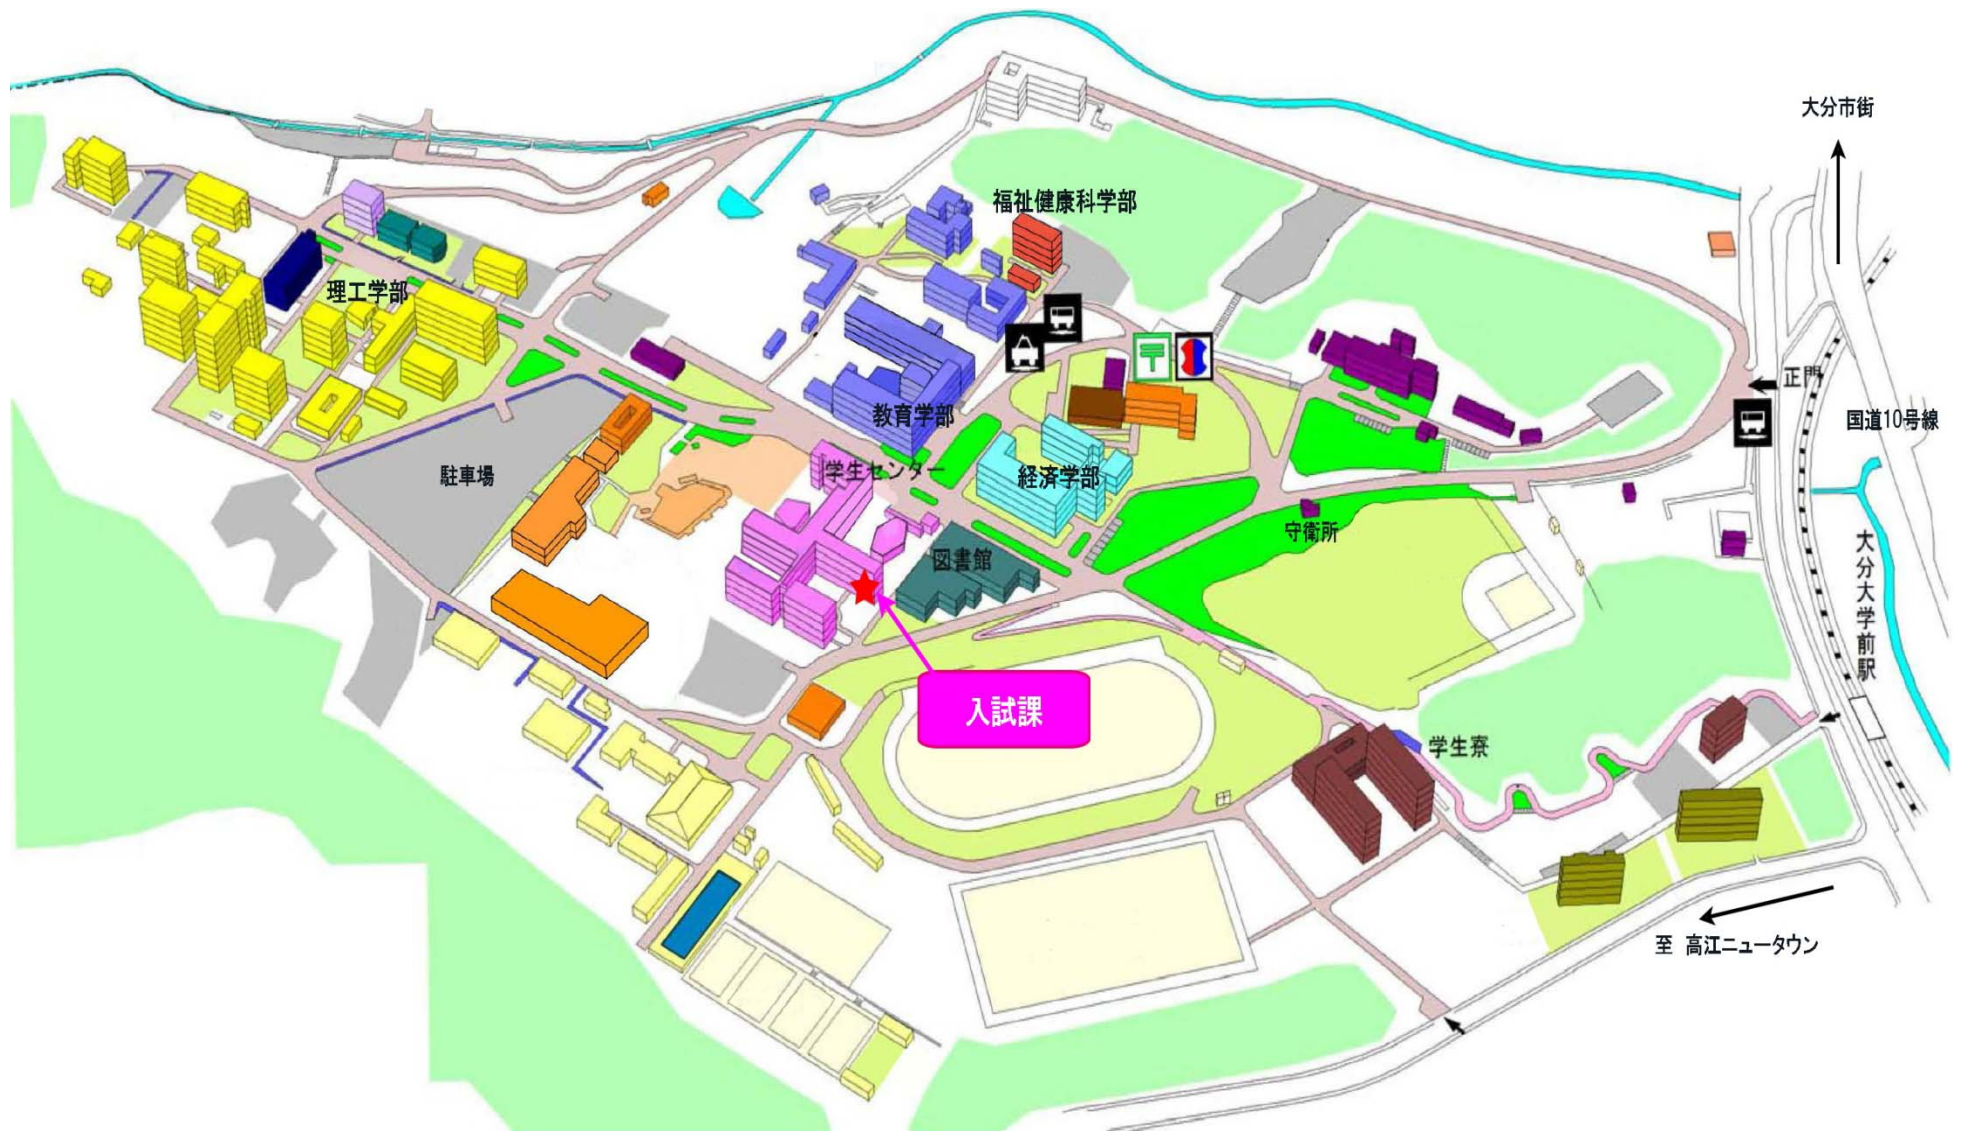 大分市街
福祉健康科学部
理工学部
正門
国道10号線
教育学部
学生センター
経済学部
駐車場
守衛所
図書館
大分大学前駅
入試課
学生寮
至 高江ニュータウン